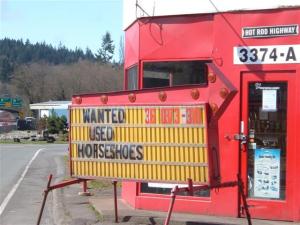 HOT ROD HIGHWAY
3374-A
WANTED
USED
HORSESHOES